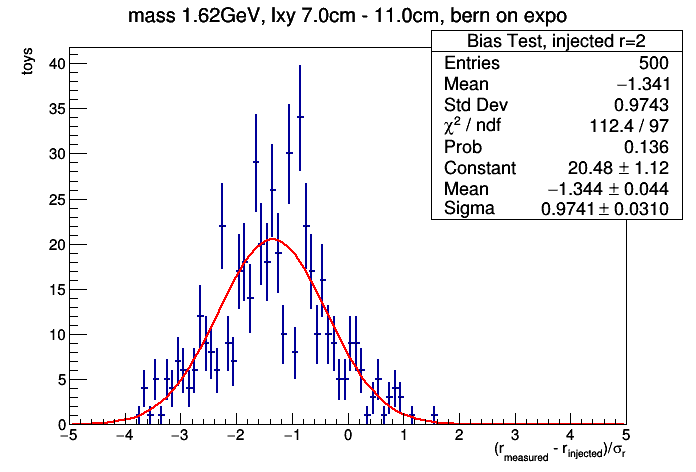 mass 1.62GeV, lxy 7.0cm - 11.0cm, bern on expo
toys
Bias Test, injected r=2
Entries 500
Mean −1.341
Std Dev 0.9743
χ² / ndf 112.4 / 97
Prob 0.136
Constant 20.48 ± 1.12
Mean −1.344 ± 0.044
Sigma 0.9741 ± 0.0310
40
35
30
25
20
15
10
5
0
−5 −4 −3 −2 −1 0 1 2 3 4 5
(r_measured - r_injected)/σ_r